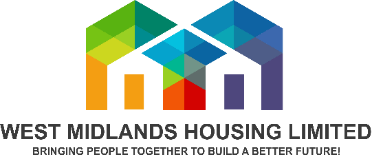 WEST MIDLANDS HOUSING LIMITED
BRINGING PEOPLE TOGETHER TO BUILD A BETTER FUTURE!